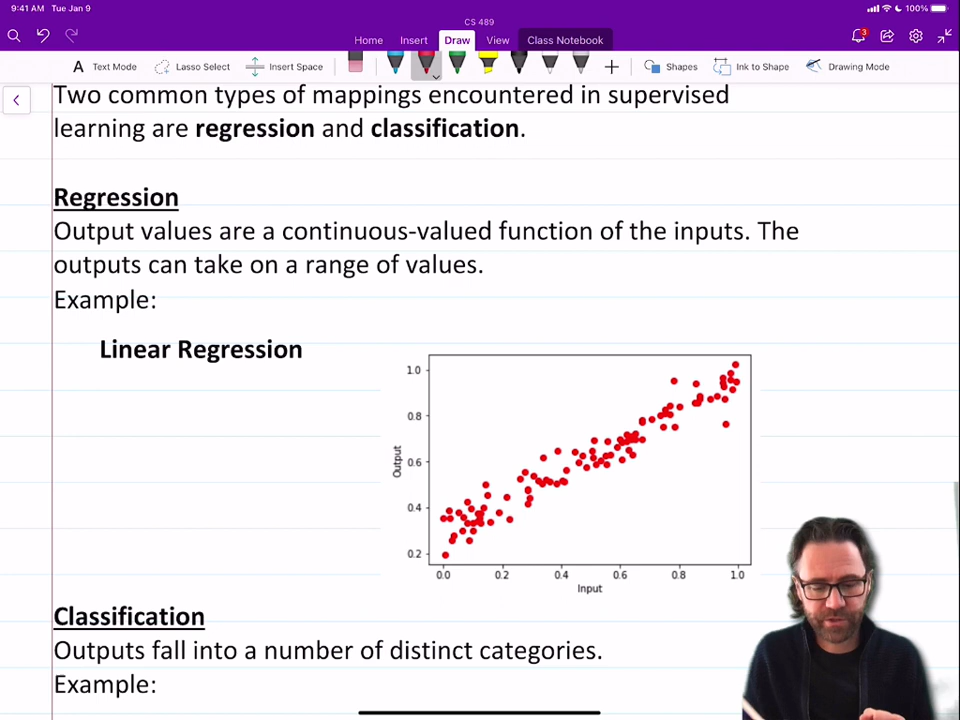 9:41 AM Tue Jan 9
100%
CS 489
Home Insert Draw View Class Notebook
3
A Text Mode Lasso Select Insert Space Shapes Ink to Shape Drawing Mode
Two common types of mappings encountered in supervised
learning are regression and classification.
Regression
Output values are a continuous-valued function of the inputs. The
outputs can take on a range of values.
Example:
Linear Regression
1.0
0.8
0.6
0.4
0.2
Output
0.0 0.2 0.4 0.6 0.8 1.0
Input
Classification
Outputs fall into a number of distinct categories.
Example: